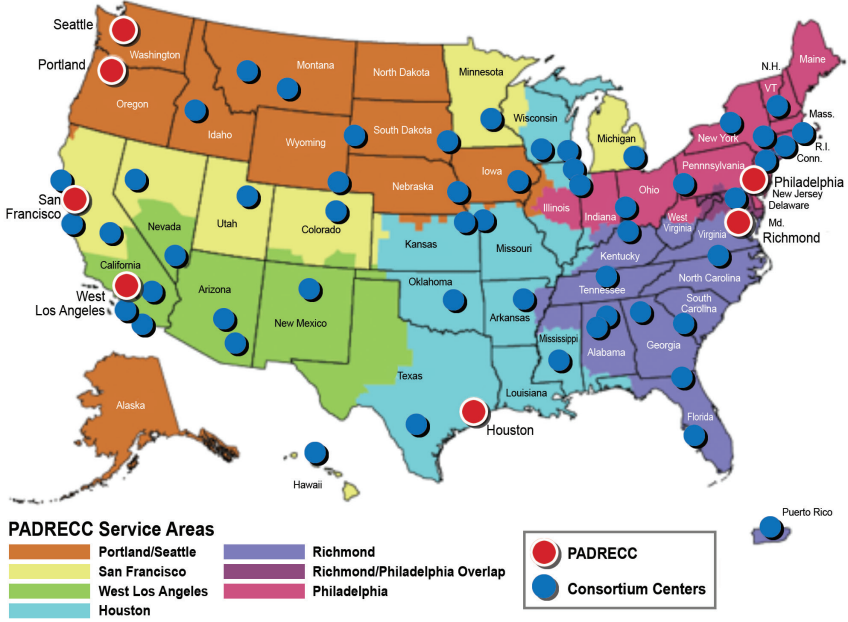 Seattle
Washington
Portland
Oregon
Idaho
Montana
Wyoming
North Dakota
South Dakota
Nebraska
Minnesota
Iowa
Wisconsin
Michigan
Illinois
Indiana
Ohio
N.H.
VT
Maine
Mass.
R.I.
Conn.
New York
Pennnsylvania
Philadelphia
New Jersey
Delaware
Md.
Richmond
West
Virginia
Virginia
San
Francisco
Nevada
Utah
Colorado
California
West
Los Angeles
Arizona
New Mexico
Kansas
Missouri
Oklahoma
Arkansas
Kentucky
Tennessee
North Carolina
South
Carolina
Mississippi
Alabama
Georgia
Texas
Louisiana
Houston
Florida
Alaska
Hawaii
Puerto Rico
PADRECC Service Areas
Portland/Seattle
San Francisco
West Los Angeles
Houston
Richmond
Richmond/Philadelphia Overlap
Philadelphia
PADRECC
Consortium Centers